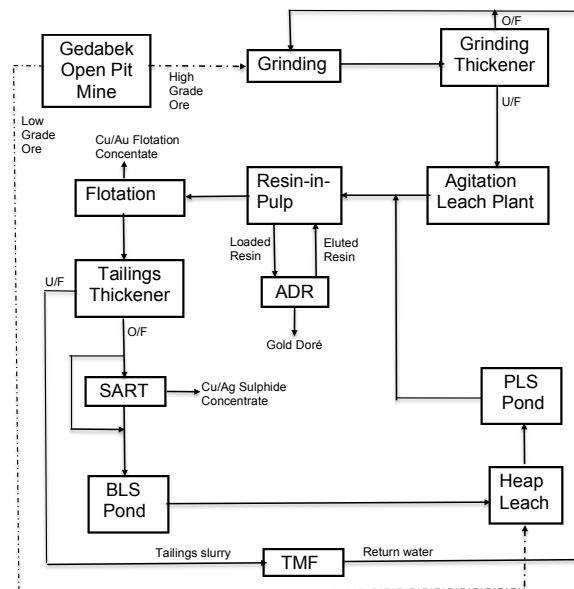 O/F
Gedabek
Open Pit
Mine
High
Grade
Ore
Grinding
Grinding
Thickener
Low
Grade
Ore
U/F
Cu/Au Flotation
Concentate
Flotation
Resin-in-
Pulp
Agitation
Leach Plant
Loaded
Resin
Eluted
Resin
U/F
Tailings
Thickener
ADR
O/F
Gold Doré
SART
Cu/Ag Sulphide
Concentrate
PLS
Pond
BLS
Pond
Heap
Leach
Tailings slurry
TMF
Return water